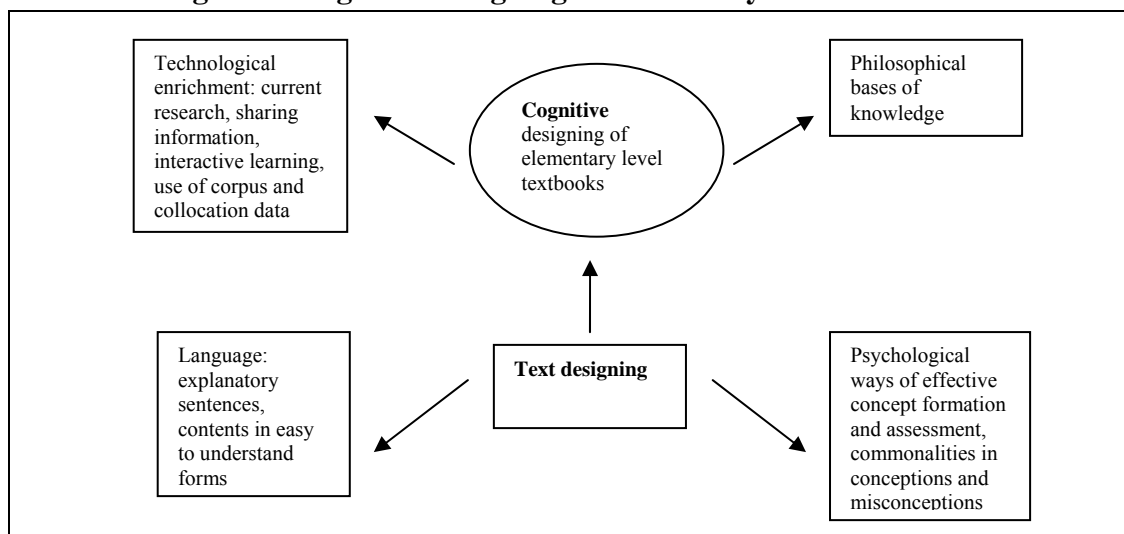 Technological
enrichment: current
research, sharing
information,
interactive learning,
use of corpus and
collocation data
Cognitive
designing of
elementary level
textbooks
Philosophical
bases of
knowledge
Language:
explanatory
sentences,
contents in easy
to understand
forms
Text designing
Psychological
ways of effective
concept formation
and assessment,
commonalities in
conceptions and
misconceptions